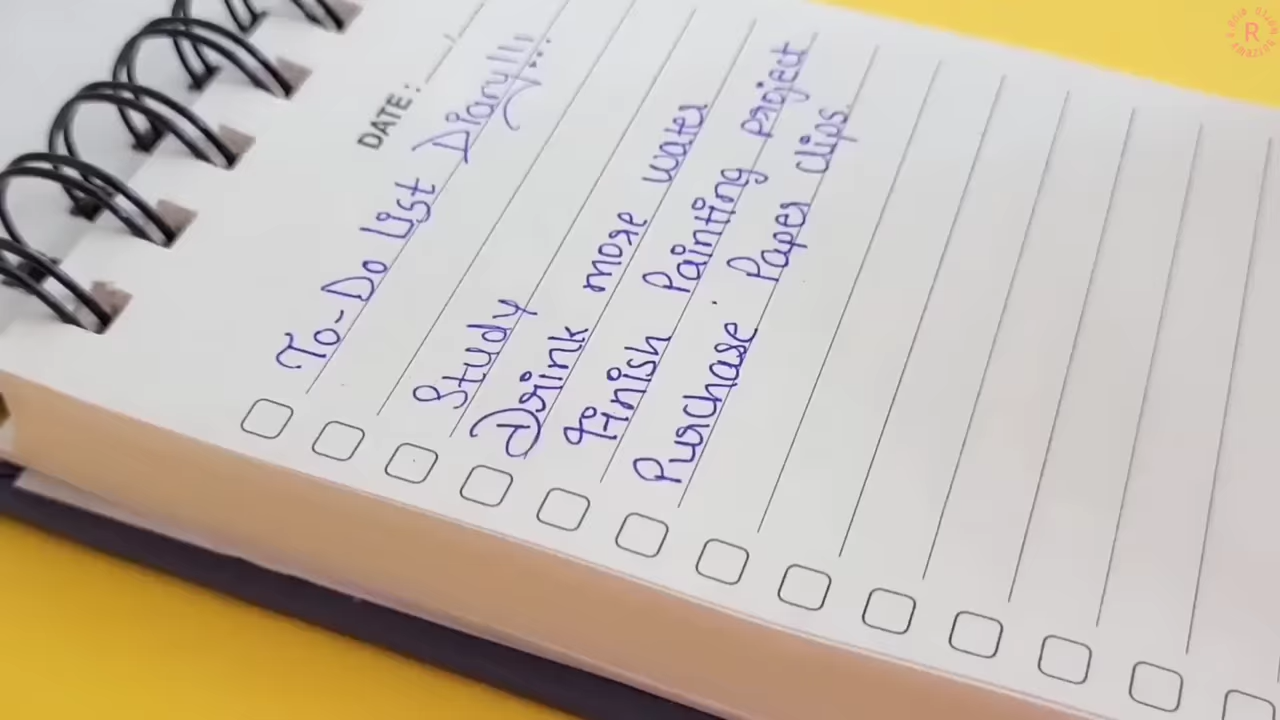 DATE:
To-Do List Diary!!!...
Study
Drink more water
Finish Painting project
Purchase Paper clips.
R